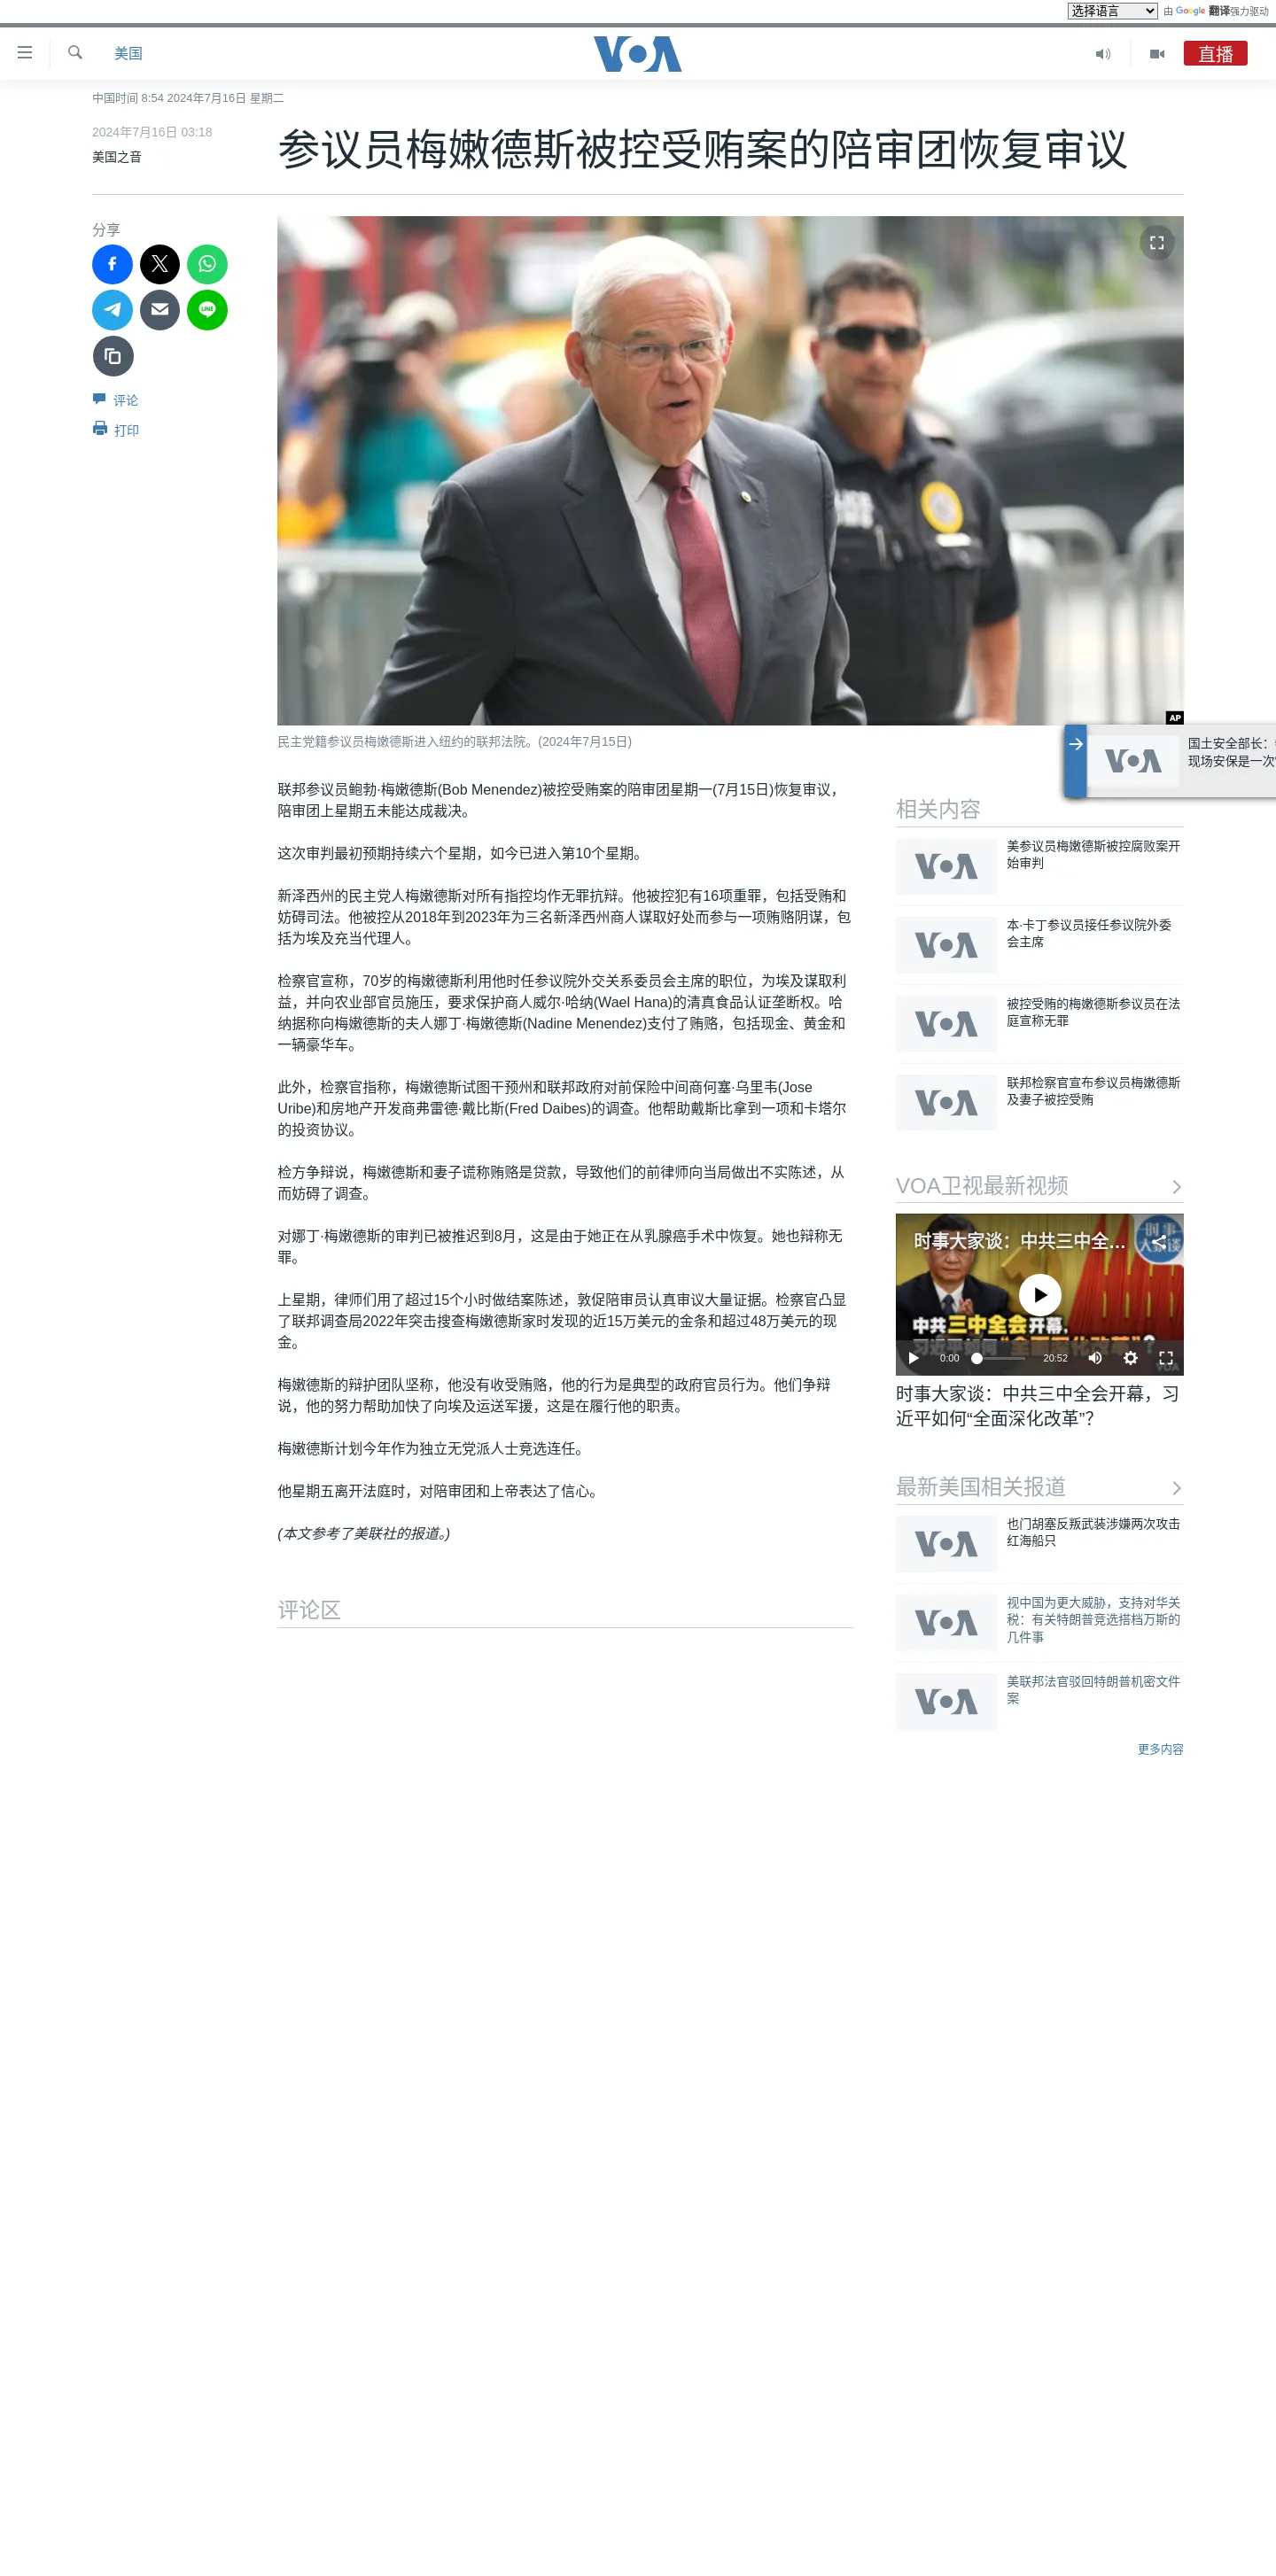 选择语言 由 Google 翻译强力驱动
美国
VOA
直播
中国时间 8:54 2024年7月16日 星期二
2024年7月16日 03:18
美国之音
参议员梅嫩德斯被控受贿案的陪审团恢复审议
分享
LINE
评论
打印
AP
民主党籍参议员梅嫩德斯进入纽约的联邦法院。(2024年7月15日)
联邦参议员鲍勃·梅嫩德斯(Bob Menendez)被控受贿案的陪审团星期一(7月15日)恢复审议，
陪审团上星期五未能达成裁决。
这次审判最初预期持续六个星期，如今已进入第10个星期。
新泽西州的民主党人梅嫩德斯对所有指控均作无罪抗辩。他被控犯有16项重罪，包括受贿和
妨碍司法。他被控从2018年到2023年为三名新泽西州商人谋取好处而参与一项贿赂阴谋，包
括为埃及充当代理人。
检察官宣称，70岁的梅嫩德斯利用他时任参议院外交关系委员会主席的职位，为埃及谋取利
益，并向农业部官员施压，要求保护商人威尔·哈纳(Wael Hana)的清真食品认证垄断权。哈
纳据称向梅嫩德斯的夫人娜丁·梅嫩德斯(Nadine Menendez)支付了贿赂，包括现金、黄金和
一辆豪华车。
此外，检察官指称，梅嫩德斯试图干预州和联邦政府对前保险中间商何塞·乌里韦(Jose
Uribe)和房地产开发商弗雷德·戴比斯(Fred Daibes)的调查。他帮助戴斯比拿到一项和卡塔尔
的投资协议。
检方争辩说，梅嫩德斯和妻子谎称贿赂是贷款，导致他们的前律师向当局做出不实陈述，从
而妨碍了调查。
对娜丁·梅嫩德斯的审判已被推迟到8月，这是由于她正在从乳腺癌手术中恢复。她也辩称无
罪。
上星期，律师们用了超过15个小时做结案陈述，敦促陪审员认真审议大量证据。检察官凸显
了联邦调查局2022年突击搜查梅嫩德斯家时发现的近15万美元的金条和超过48万美元的现
金。
梅嫩德斯的辩护团队坚称，他没有收受贿赂，他的行为是典型的政府官员行为。他们争辩
说，他的努力帮助加快了向埃及运送军援，这是在履行他的职责。
梅嫩德斯计划今年作为独立无党派人士竞选连任。
他星期五离开法庭时，对陪审团和上帝表达了信心。
(本文参考了美联社的报道。)
评论区
VOA
国土安全部长：
现场安保是一次
相关内容
VOA
美参议员梅嫩德斯被控腐败案开
始审判
VOA
本·卡丁参议员接任参议院外委
会主席
VOA
被控受贿的梅嫩德斯参议员在法
庭宣称无罪
VOA
联邦检察官宣布参议员梅嫩德斯
及妻子被控受贿
VOA卫视最新视频
时事大家谈：中共三中全...
时事
大家谈
中共三中全会开幕，
习近平如何“全面深化改革”？
0:00 20:52
时事大家谈：中共三中全会开幕，习
近平如何“全面深化改革”？
最新美国相关报道
VOA
也门胡塞反叛武装涉嫌两次攻击
红海船只
VOA
视中国为更大威胁，支持对华关
税：有关特朗普竞选搭档万斯的
几件事
VOA
美联邦法官驳回特朗普机密文件
案
更多内容